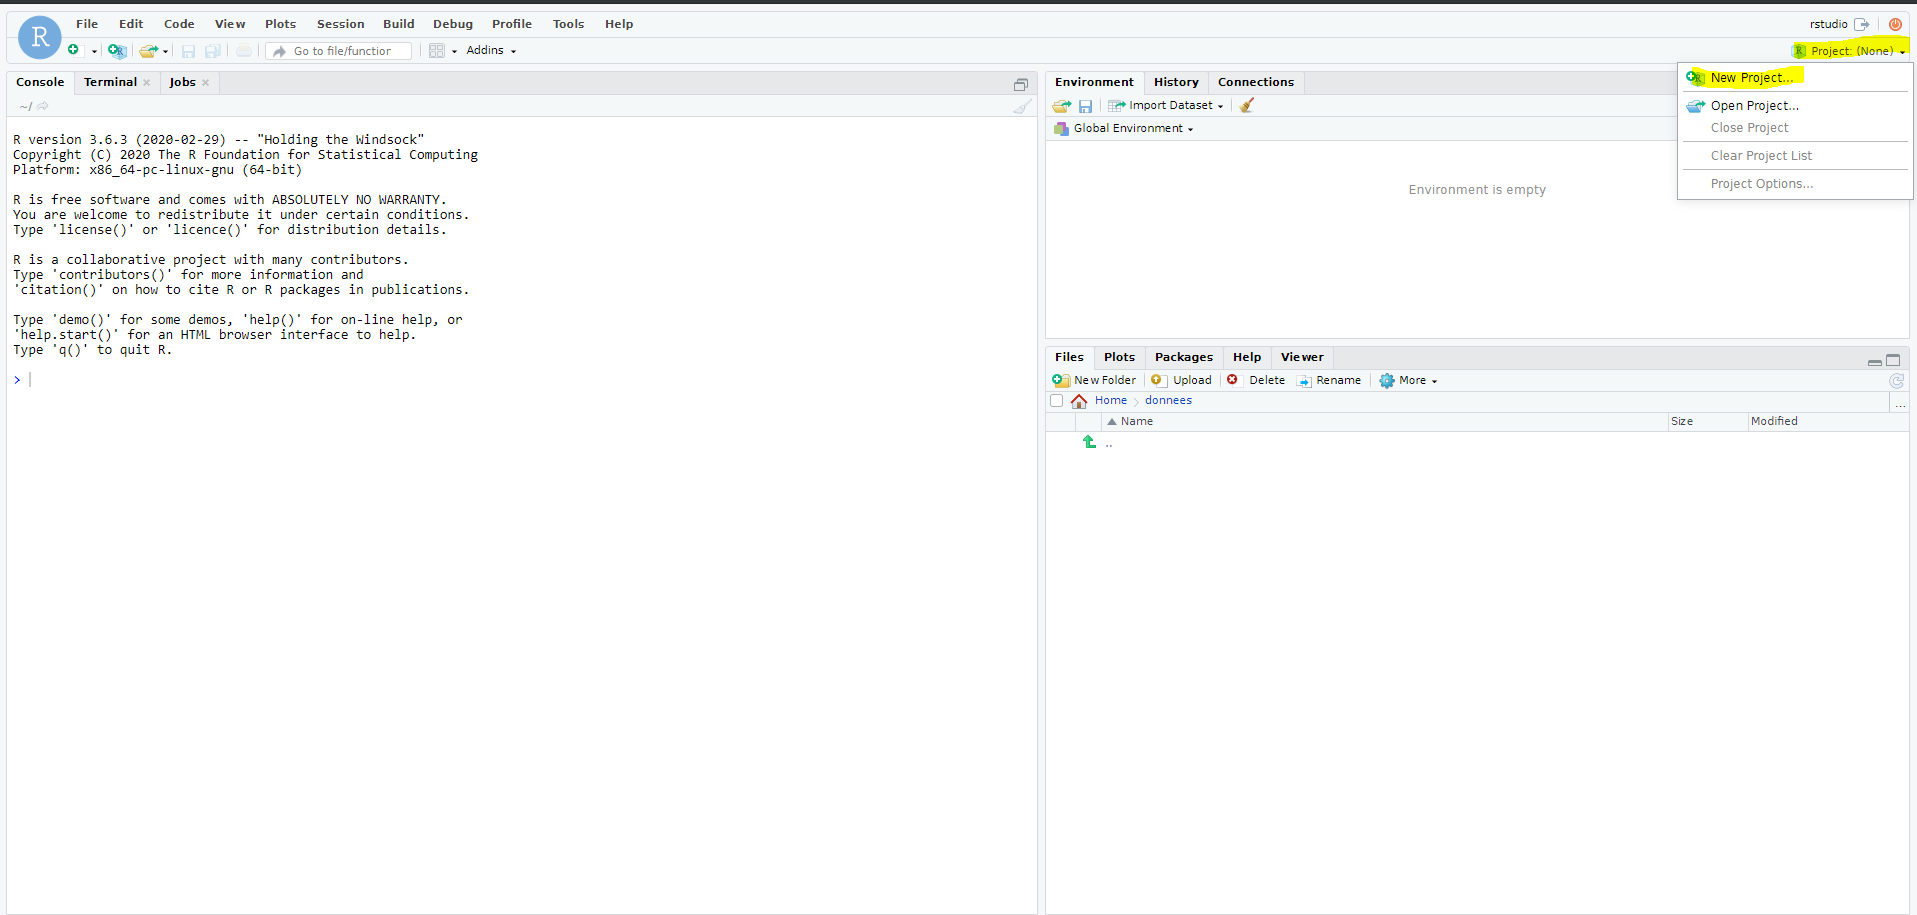 R
File Edit Code View Plots Session Build Debug Profile Tools Help
rstudio
Go to file/function
Addins
R Project: (None)
Console Terminal Jobs
~/
R version 3.6.3 (2020-02-29) -- "Holding the Windsock"
Copyright (C) 2020 The R Foundation for Statistical Computing
Platform: x86_64-pc-linux-gnu (64-bit)
R is free software and comes with ABSOLUTELY NO WARRANTY.
You are welcome to redistribute it under certain conditions.
Type 'license()' or 'licence()' for distribution details.
R is a collaborative project with many contributors.
Type 'contributors()' for more information and
'citation()' on how to cite R or R packages in publications.
Type 'demo()' for some demos, 'help()' for on-line help, or
'help.start()' for an HTML browser interface to help.
Type 'q()' to quit R.
>
Environment History Connections
Import Dataset
Global Environment
Environment is empty
New Project...
Open Project...
Close Project
Clear Project List
Project Options...
Files Plots Packages Help Viewer
New Folder Upload Delete Rename More
Home donnees
...
Name Size Modified
..